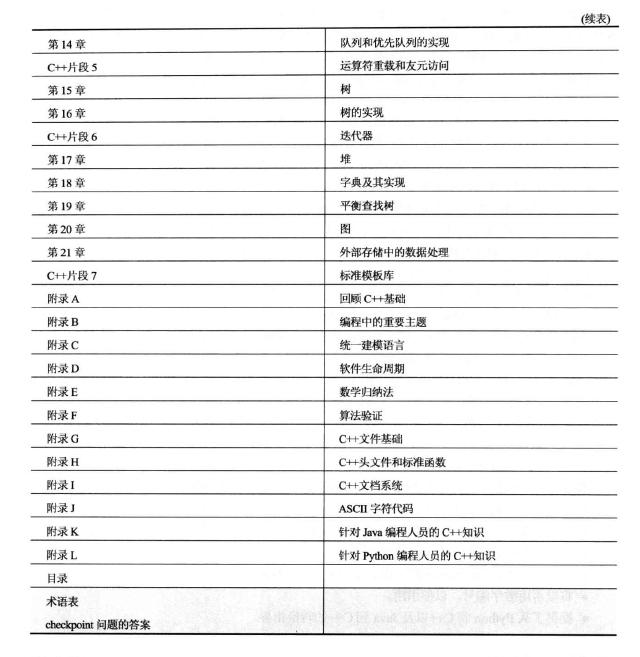 (续表)
第 14 章 队列和优先队列的实现
C++片段 5 运算符重载和友元访问
第 15 章 树
第 16 章 树的实现
C++片段 6 迭代器
第 17 章 堆
第 18 章 字典及其实现
第 19 章 平衡查找树
第 20 章 图
第 21 章 外部存储中的数据处理
C++片段 7 标准模板库
附录 A 回顾 C++基础
附录 B 编程中的重要主题
附录 C 统一建模语言
附录 D 软件生命周期
附录 E 数学归纳法
附录 F 算法验证
附录 G C++文件基础
附录 H C++头文件和标准函数
附录 I C++文档系统
附录 J ASCII 字符代码
附录 K 针对 Java 编程人员的 C++知识
附录 L 针对 Python 编程人员的 C++知识
目录
术语表
checkpoint 问题的答案